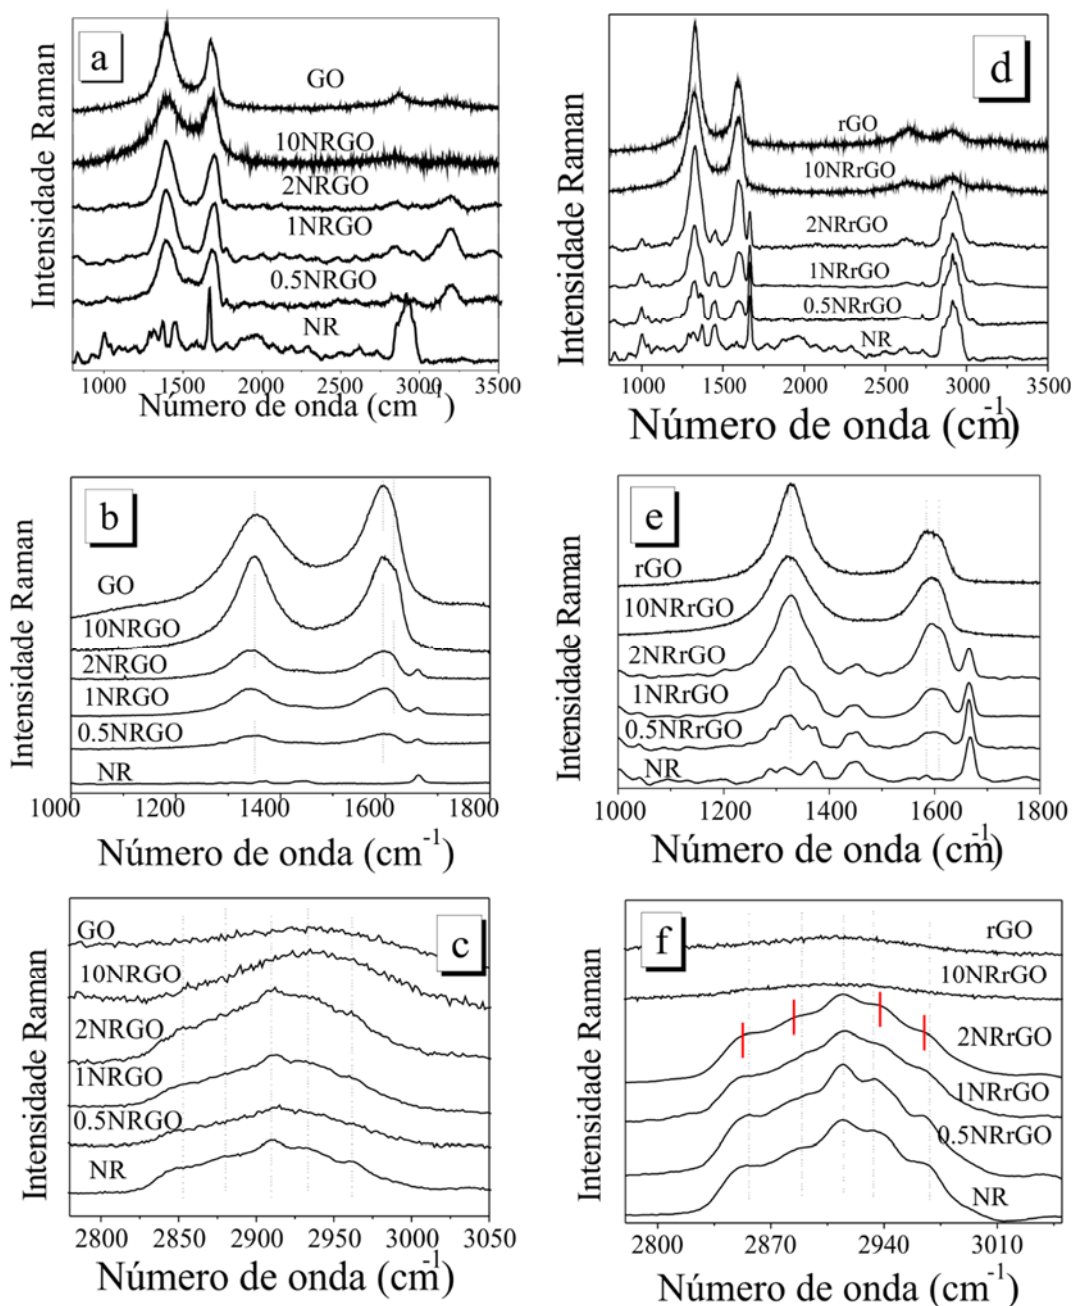 a
Intensidade Raman
GO
10NRGO
2NRGO
1NRGO
0.5NRGO
NR
1000 1500 2000 2500 3000 3500
Número de onda (cm⁻¹)
d
Intensidade Raman
rGO
10NRrGO
2NRrGO
1NRrGO
0.5NRrGO
NR
1000 1500 2000 2500 3000 3500
Número de onda (cm⁻¹)
b
Intensidade Raman
GO
10NRGO
2NRGO
1NRGO
0.5NRGO
NR
1000 1200 1400 1600 1800
Número de onda (cm⁻¹)
e
Intensidade Raman
rGO
10NRrGO
2NRrGO
1NRrGO
0.5NRrGO
NR
1000 1200 1400 1600 1800
Número de onda (cm⁻¹)
c
Intensidade Raman
GO
10NRGO
2NRGO
1NRGO
0.5NRGO
NR
2800 2850 2900 2950 3000 3050
Número de onda (cm⁻¹)
f
Intensidade Raman
rGO
10NRrGO
2NRrGO
1NRrGO
0.5NRrGO
NR
2800 2870 2940 3010
Número de onda (cm⁻¹)